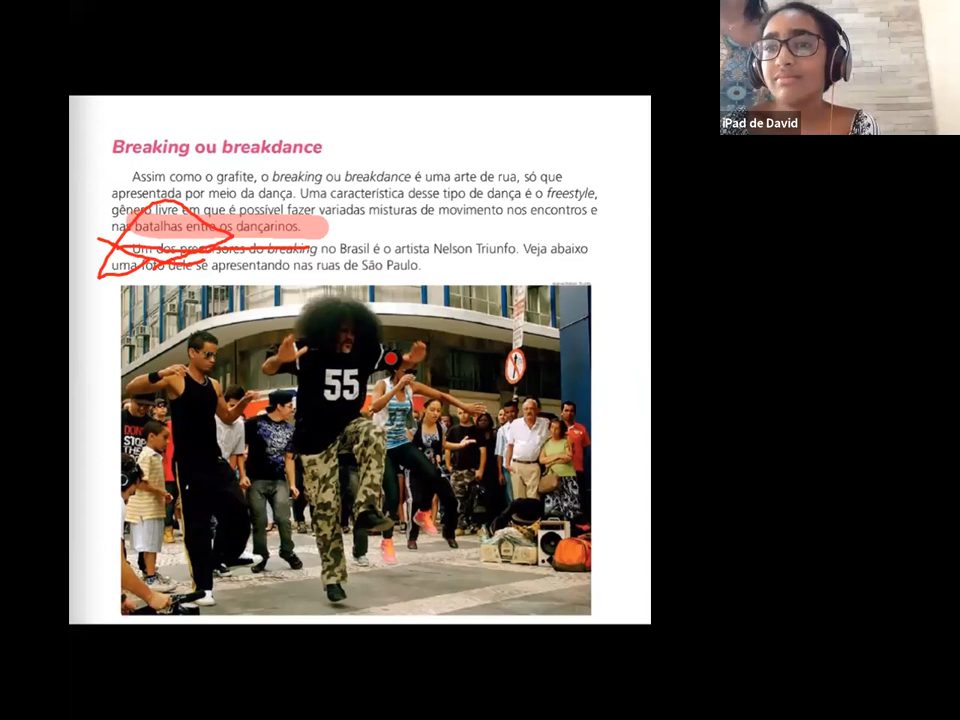 iPad de David
Breaking ou breakdance
Assim como o grafite, o breaking ou breakdance é uma arte de rua, só que
apresentada por meio da dança. Uma característica desse tipo de dança é o freestyle,
gênero livre em que é possível fazer variadas misturas de movimento nos encontros e
nas batalhas entre os dançarinos.
Um dos precursores do breaking no Brasil é o artista Nelson Triunfo. Veja abaixo
uma foto dele se apresentando nas ruas de São Paulo.
55
STOP
THE